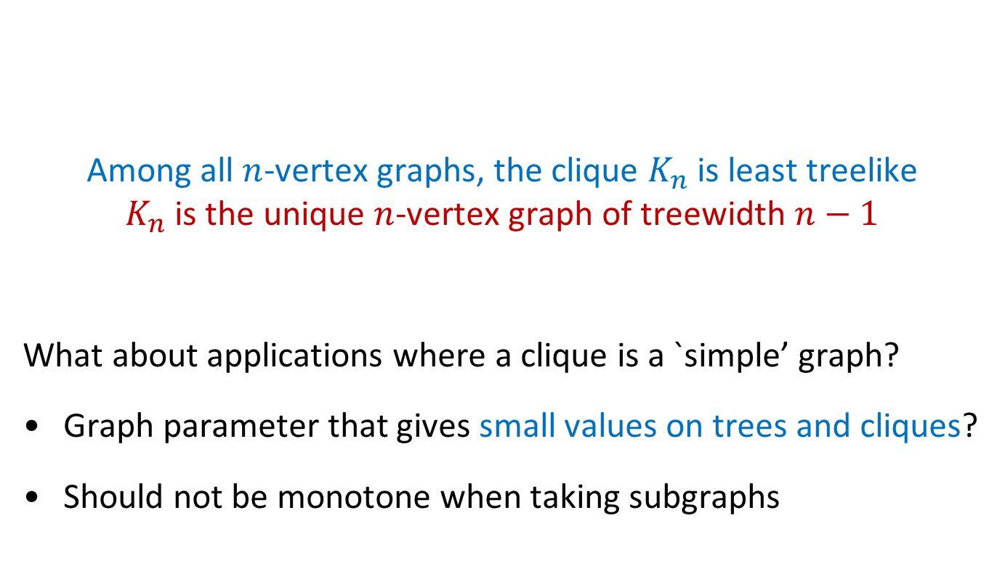 Among all n-vertex graphs, the clique Kₙ is least treelike
Kₙ is the unique n-vertex graph of treewidth n − 1
What about applications where a clique is a `simple’ graph?
• Graph parameter that gives small values on trees and cliques?
• Should not be monotone when taking subgraphs